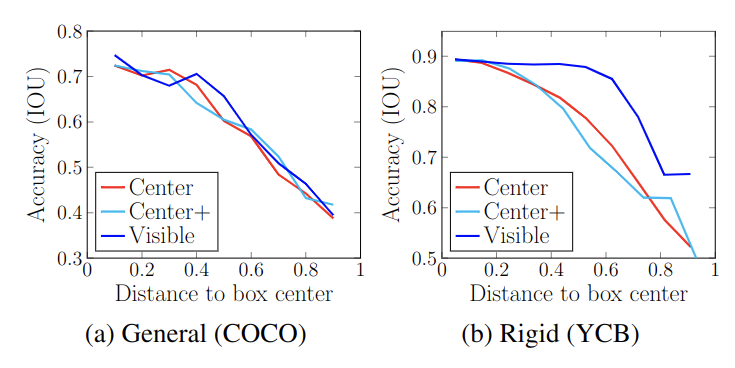 0.8
0.7
0.6
0.5
0.4
0.3
0
0.2
0.4
0.6
0.8
1
Accuracy (IOU)
Distance to box center
Center
Center+
Visible
(a) General (COCO)
0.9
0.8
0.7
0.6
0.5
0
0.2
0.4
0.6
0.8
1
Accuracy (IOU)
Distance to box center
Center
Center+
Visible
(b) Rigid (YCB)